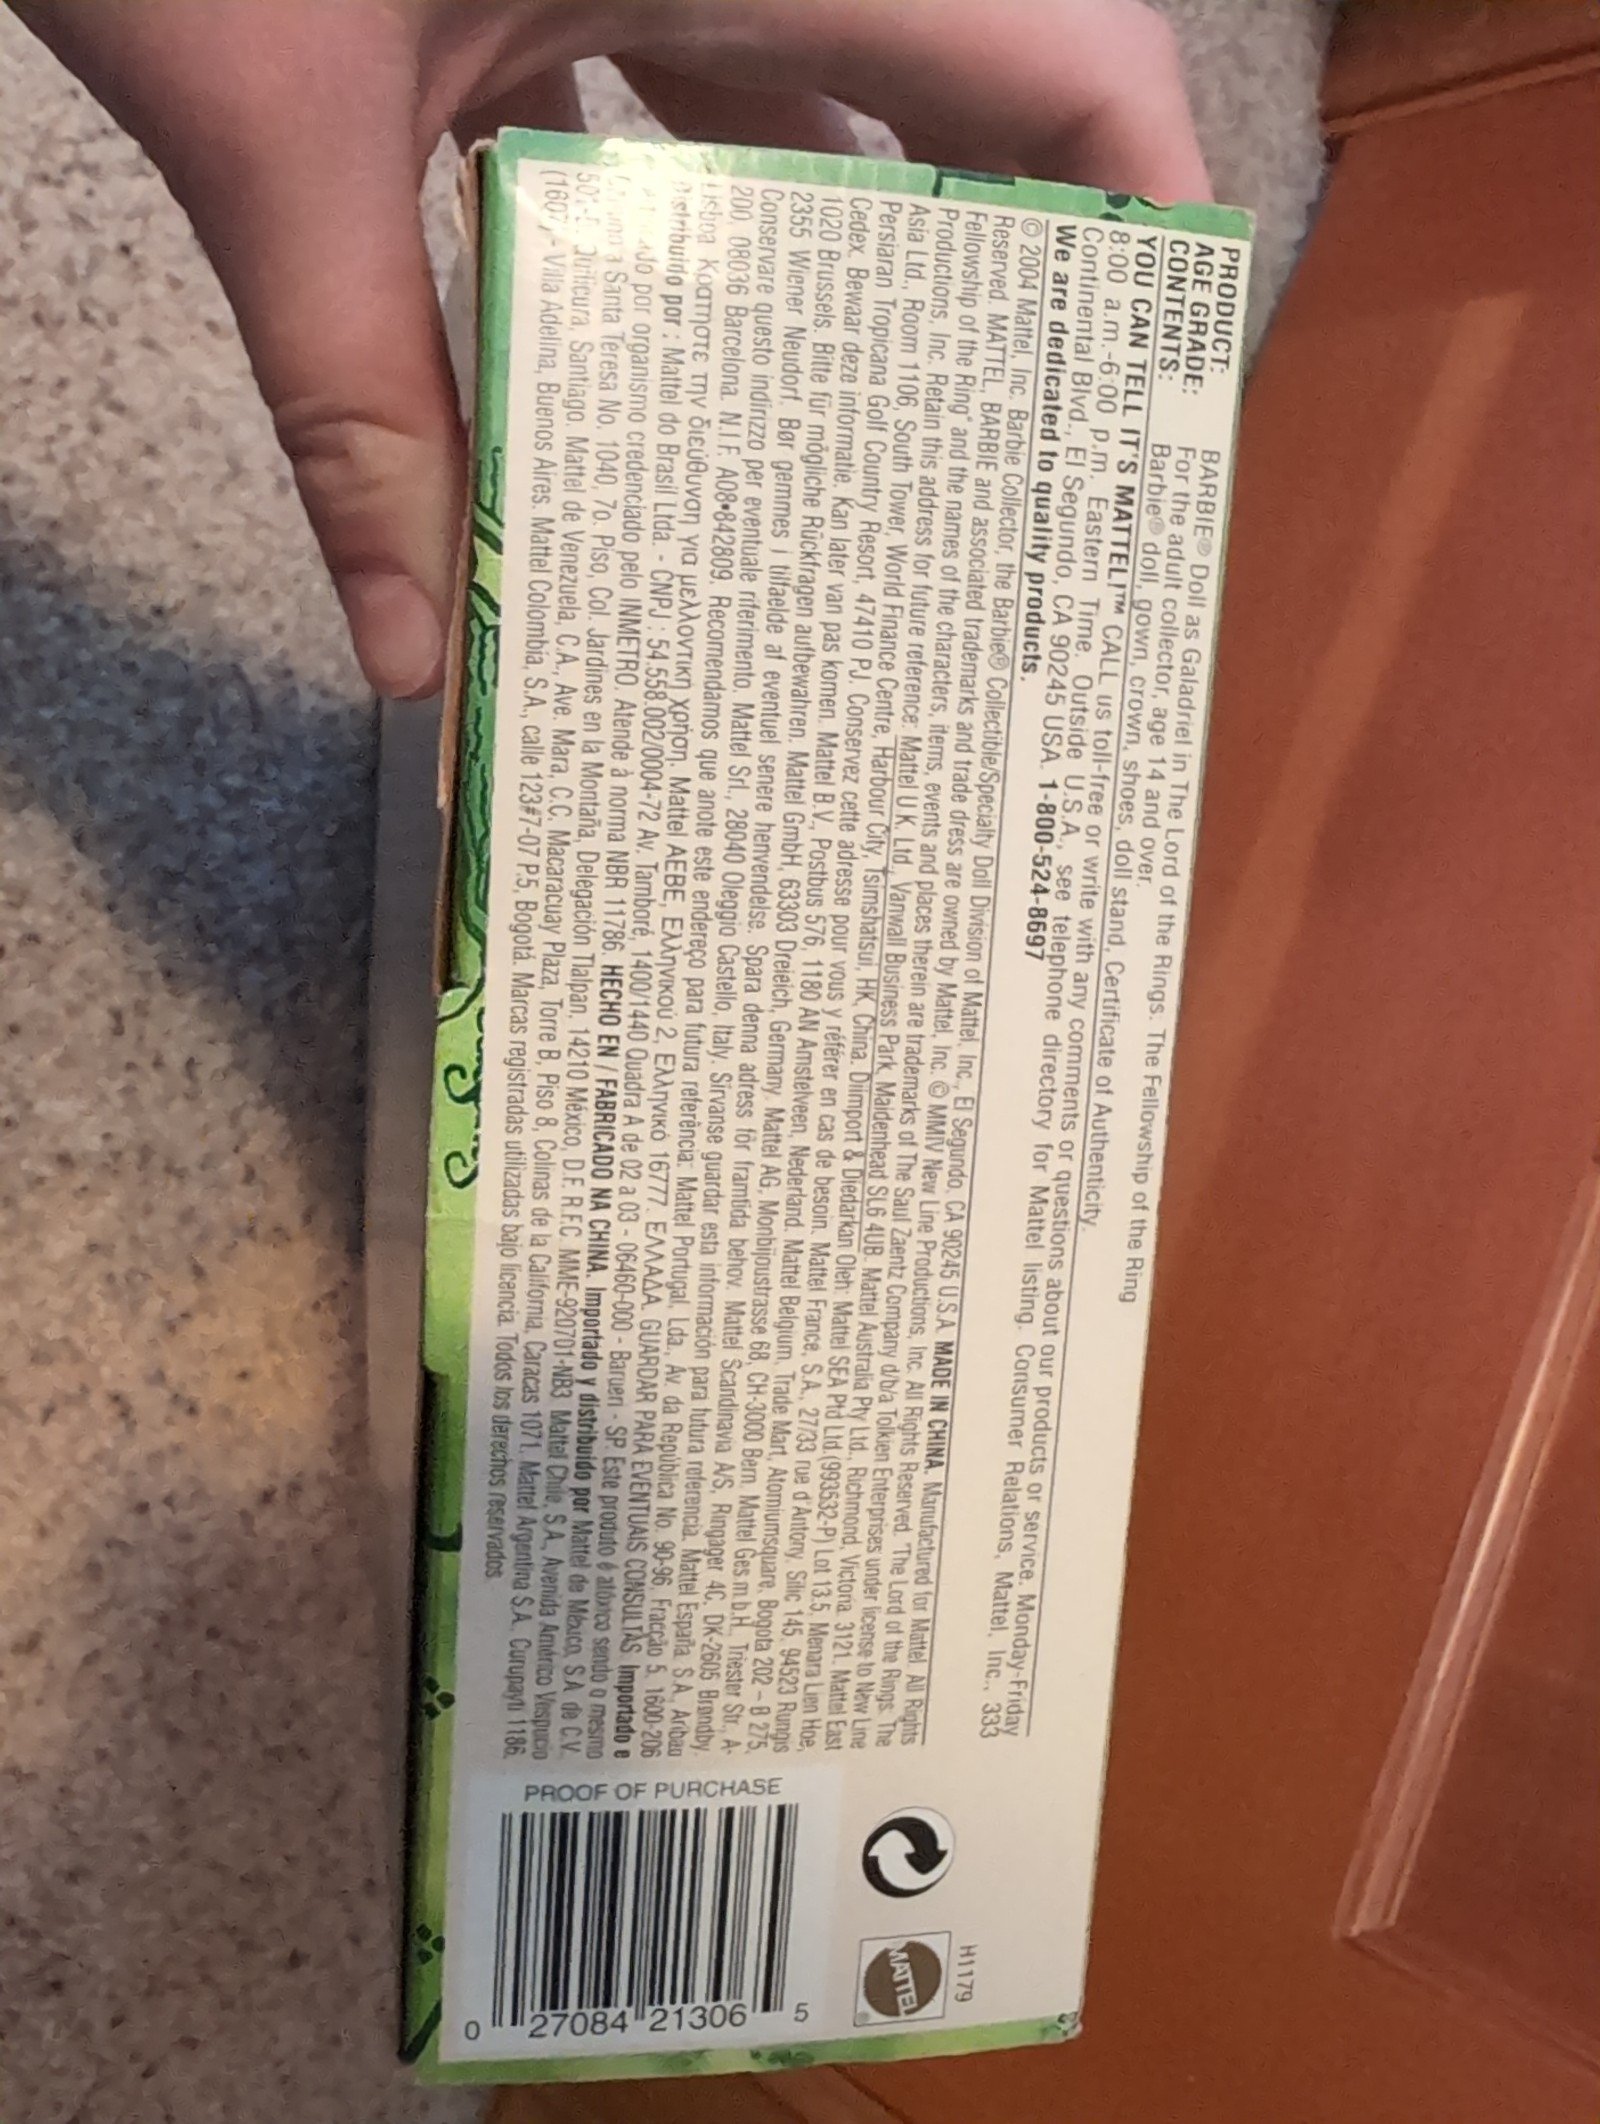 PRODUCT: BARBIE® Doll as Galadriel in The Lord of the Rings. The Fellowship of the Ring
AGE GRADE: For the adult collector, age 14 and over.
CONTENTS: Barbie® doll, gown, crown, shoes, doll stand, Certificate of Authenticity.
YOU CAN TELL IT'S MATTEL!™ CALL us toll-free or write with any comments or questions about our products or service. Monday-Friday
8:00 a.m.-6:00 p.m. Eastern Time. Outside U.S.A., see telephone directory for Mattel listing. Consumer Relations, Mattel, Inc., 333
Continental Blvd., El Segundo, CA 90245 USA. 1-800-524-8697
We are dedicated to quality products.
© 2004 Mattel, Inc. Barbie Collector, the Barbie® Collectible/Specialty Doll Division of Mattel, Inc., El Segundo, CA 90245 U.S.A. MADE IN CHINA. Manufactured for Mattel. All Rights
Reserved. MATTEL, BARBIE and associated trademarks and trade dress are owned by Mattel, Inc. © MMIV New Line Productions, Inc. All Rights Reserved. "The Lord of the Rings. The
Fellowship of the Ring" and the names of the characters, items, events and places therein are trademarks of The Saul Zaentz Company d/b/a Tolkien Enterprises under license to New Line
Productions, Inc. Retain this address for future reference: Mattel U.K. Ltd., Vanwall Business Park, Maidenhead SL6 4UB. Mattel Australia Pty Ltd., Richmond, Victoria. 3121. Mattel East
Asia Ltd., Room 1106, South Tower, World Finance Centre, Harbour City, Tsimshatsui, HK, China. Diimport & Diedarkan Oleh: Mattel SEA Ptd Ltd.(993532-P) Lot 13.5, Menara Lien Hoe,
Persiaran Tropicana Golf Country Resort, 47410 PJ. Conservez cette adresse pour vous y référer en cas de besoin. Mattel France, S.A., 27/33 rue d'Antony, Silic 145, 94523 Rungis
Cedex. Bewaar deze informatie. Kan later van pas komen. Mattel B.V., Postbus 576, 1180 AN Amstelveen, Nederland. Mattel Belgium, Trade Mart, Atomiumsquare, Bogota 202 - B 275,
1020 Brussels. Bitte für mögliche Rückfragen aufbewahren. Mattel GmbH, 63303 Dreieich, Germany. Mattel AG, Monbijoustrasse 68, CH-3000 Bern. Mattel Ges.m.b.H., Triester Str., A-
2355 Wiener Neudorf. Bør gemmes i tilfaelde af eventuel senere henvendelse. Spara denna adress för framtida behov. Mattel Scandinavia A/S, Ringager 4C, DK-2605 Brøndby.
Conservare questo indirizzo per eventuale riferimento. Mattel Srl., 28040 Oleggio Castello, Italy. Sírvanse guardar esta información para futura referencia. Mattel España, S.A., Aribau
200. 08036 Barcelona. N.I.F. A08•842809. Recomendamos que anote este endereço para futura referência: Mattel Portugal, Lda., Av. da República No. 90-96, Fracção 5, 1600-206
Lisboa. Κρατηστε την διεύθυνση για μελλοντική χρήση. Mattel AEBE, Ελληνικού 2, Ελληνικό 16777. ΕΛΛΑΔΑ. GUARDAR PARA EVENTUAIS CONSULTAS. Importado e
Distribuído por : Mattel do Brasil Ltda. - CNPJ : 54.558.002/0004-72 Av. Tamboré, 1400/1440 Quadra A de 02 a 03 - 06460-000 - Barueri - SP. Este produto é atóxico sendo o mesmo
por organismo credenciado pelo INMETRO. Atende à norma NBR 11786. HECHO EN / FABRICADO NA CHINA. Importado y distribuido por Mattel de México, S.A. de C.V.
Santa Teresa No. 1040, 7o. Piso, Col. Jardines en la Montaña, Delegación Tlalpan, 14210 México, D.F. R.F.C. MME-920701-NB3. Mattel Chile, S.A., Avenida Américo Vespucio
Quilicura, Santiago. Mattel de Venezuela, C.A., Ave. Mara, C.C. Macaracuay Plaza, Torre B, Piso 8, Colinas de la California, Caracas 1071. Mattel Argentina S.A. Curupaytí 1186,
(1607)- Villa Adelina, Buenos Aires. Mattel Colombia, S.A., calle 123#7-07 P.5, Bogotá. Marcas registradas utilizadas bajo licencia. Todos los derechos reservados.
H1179
MATTEL
PROOF OF PURCHASE
0 27084 21306 5